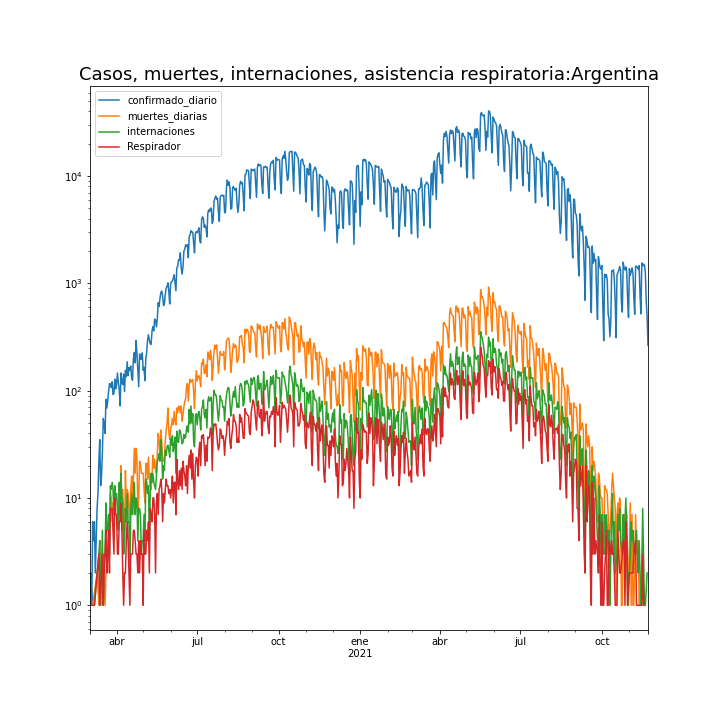 Casos, muertes, internaciones, asistencia respiratoria:Argentina
confirmado_diario
muertes_diarias
internaciones
Respirador
10⁴
10³
10²
10¹
10⁰
abr jul oct ene abr jul oct
2021